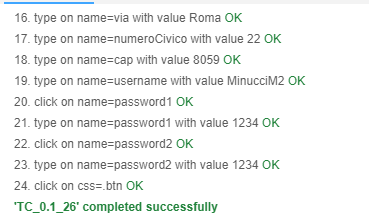 16. type on name=via with value Roma OK
17. type on name=numeroCivico with value 22 OK
18. type on name=cap with value 8059 OK
19. type on name=username with value MinucciM2 OK
20. click on name=password1 OK
21. type on name=password1 with value 1234 OK
22. click on name=password2 OK
23. type on name=password2 with value 1234 OK
24. click on css=.btn OK
'TC_0.1_26' completed successfully